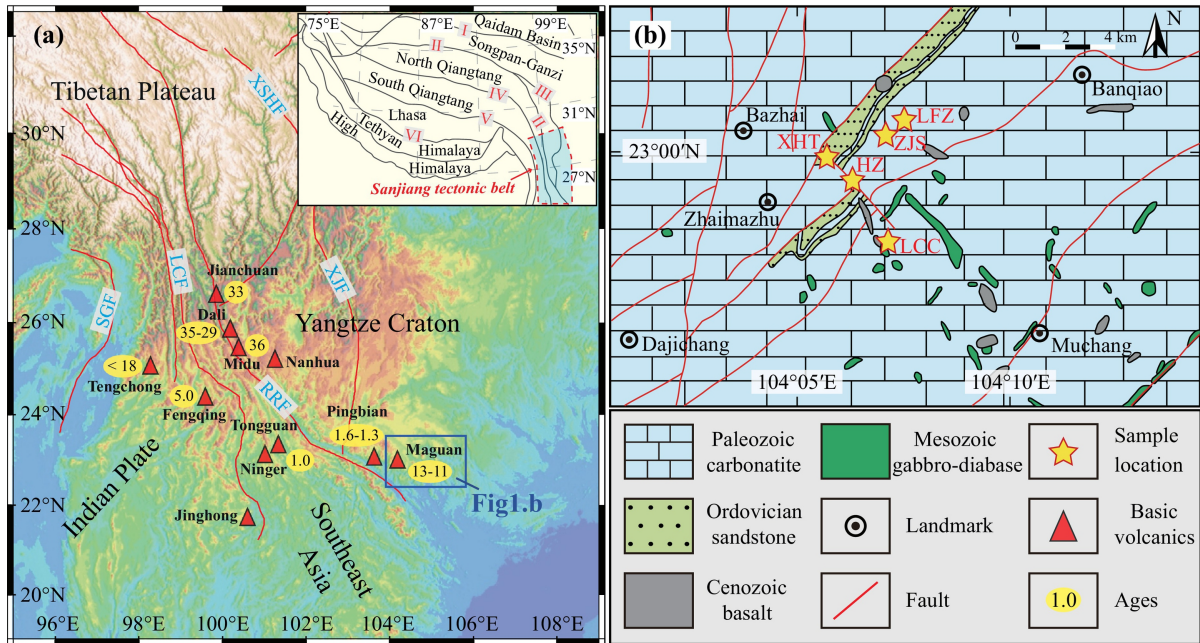 (a)
Tibetan Plateau
XSHF
30°N
28°N
26°N
24°N
22°N
20°N
96°E
98°E
100°E
102°E
104°E
106°E
75°E
87°E
99°E
35°N
31°N
27°N
I
Qaidam Basin
Songpan-Ganzi
II
North Qiangtang
III
South Qiangtang
IV
II
Lhasa
V
Tethyan
VI
Himalaya
High
Himalaya
Sanjiang tectonic belt
LCF
SGF
XJF
RRF
Jianchuan
33
Dali
35-29
36
Midu
Nanhua
Yangtze Craton
< 18
Tengchong
5.0
Fengqing
Tongguan
Ninger
1.0
Pingbian
1.6-1.3
Maguan
13-11
Fig1.b
Jinghong
Indian Plate
Southeast
Asia
(b)
N
0 2 4 km
Banqiao
Bazhai
LFZ
ZJS
XHT
23°00′N
HZ
Zhaimazhu
LCC
Dajichang
Muchang
104°05′E
104°10′E
Paleozoic
carbonatite
Mesozoic
gabbro-diabase
Sample
location
Ordovician
sandstone
Landmark
Basic
volcanics
Cenozoic
basalt
Fault
1.0
Ages